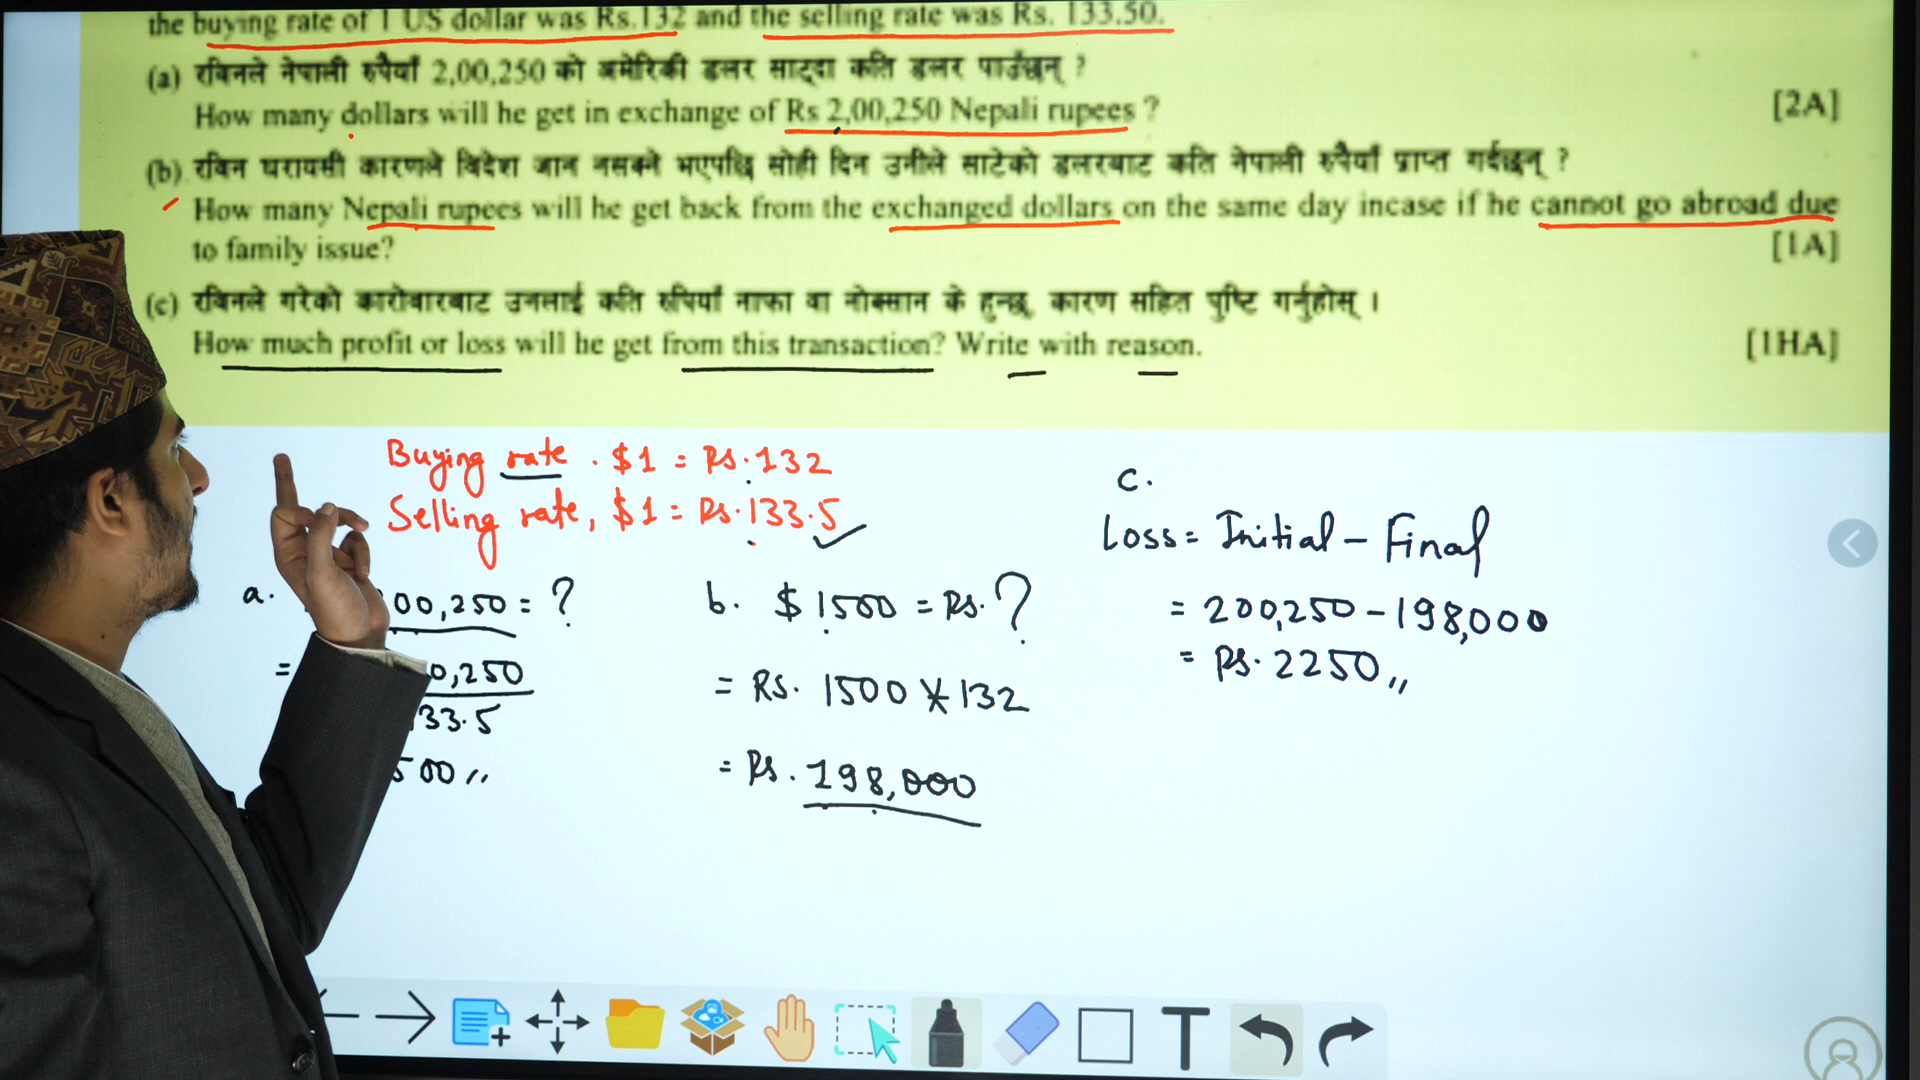 the buying rate of 1 US dollar was Rs.132 and the selling rate was Rs. 133.50.
(a) रविनले नेपाली रुपैयाँ 2,00,250 को अमेरिकी डलर साट्दा कति डलर पाउँछन् ?
How many dollars will he get in exchange of Rs 2,00,250 Nepali rupees ? [2A]
(b) रविन घरायसी कारणले विदेश जान नसक्ने भएपछि सोही दिन उनीले साटेको डलरबाट कति नेपाली रुपैयाँ प्राप्त गर्दछन् ?
How many Nepali rupees will he get back from the exchanged dollars on the same day incase if he cannot go abroad due
to family issue? [1A]
(c) रविनले गरेको कारोवारबाट उनलाई कति रुपियाँ नाफा वा नोक्सान के हुन्छ, कारण सहित पुष्टि गर्नुहोस् ।
How much profit or loss will he get from this transaction? Write with reason. [1HA]
Buying rate . $1 = Rs.132
Selling rate, $1 = Rs.133.5
a. 00,250 = ?
= 0,250
33.5
500 ,,
b. $ 1500 = Rs. ?
= Rs. 1500 * 132
= Rs. 198,000
c.
Loss = Initial - Final
= 200,250 - 198,000
= Rs. 2250 ,,
T